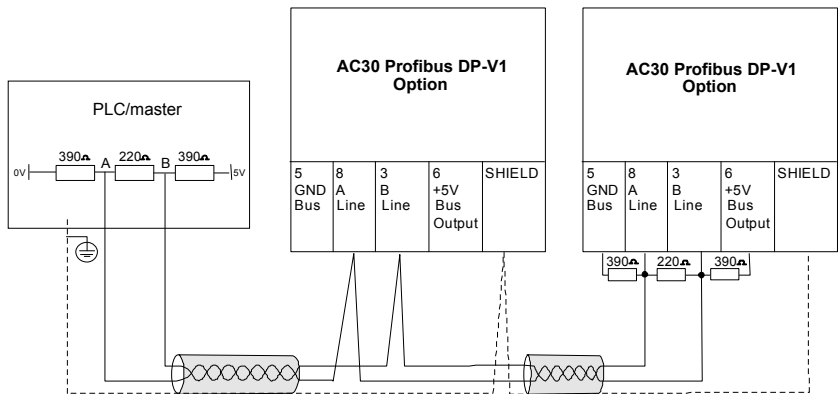 PLC/master
0V
390Ω
A
220Ω
B
390Ω
5V
AC30 Profibus DP-V1
Option
5
GND
Bus
8
A
Line
3
B
Line
6
+5V
Bus
Output
SHIELD
AC30 Profibus DP-V1
Option
5
GND
Bus
8
A
Line
3
B
Line
6
+5V
Bus
Output
SHIELD
390Ω
220Ω
390Ω